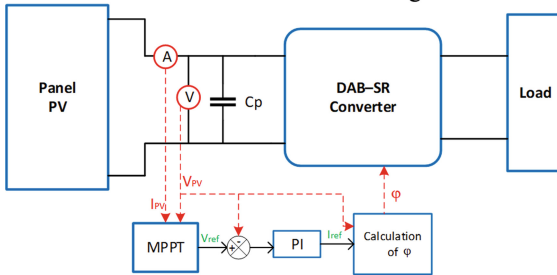 A
Panel
PV
V
Cp
DAB–SR
Converter
Load
IPV
VPV
φ
MPPT
Vref
+
-
PI
Iref
Calculation
of φ